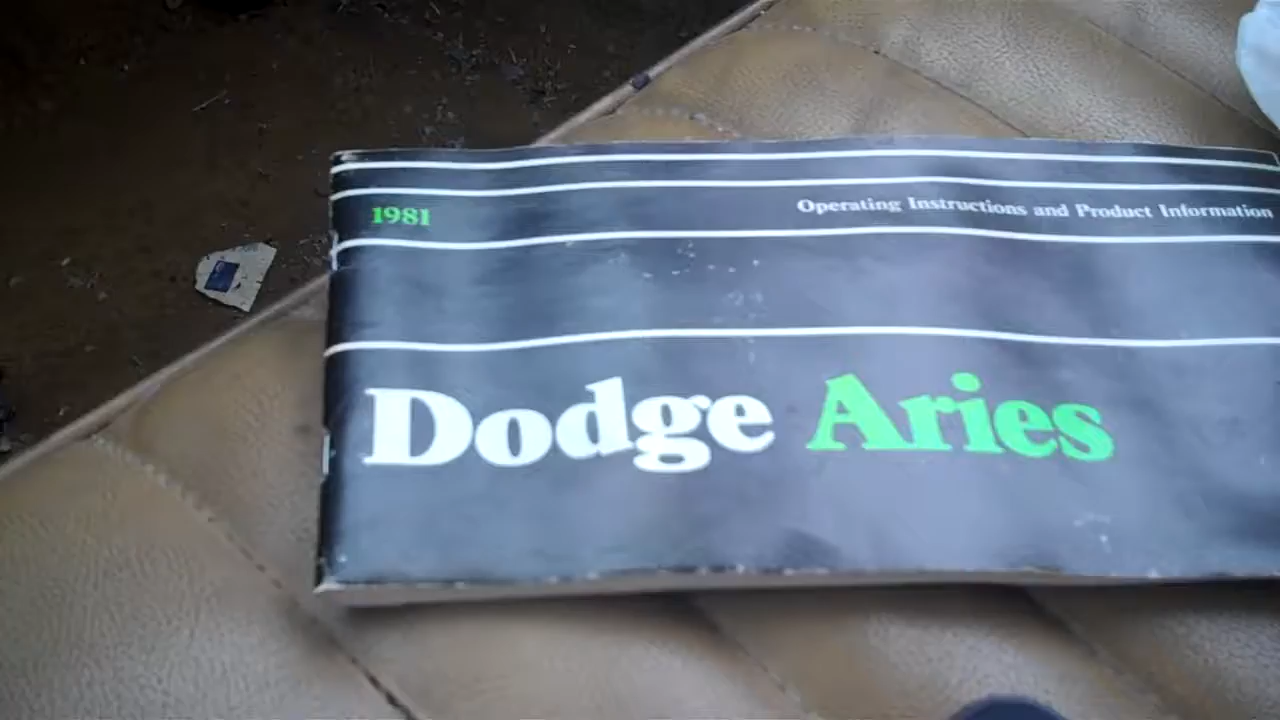 1981
Operating Instructions and Product Information
Dodge Aries